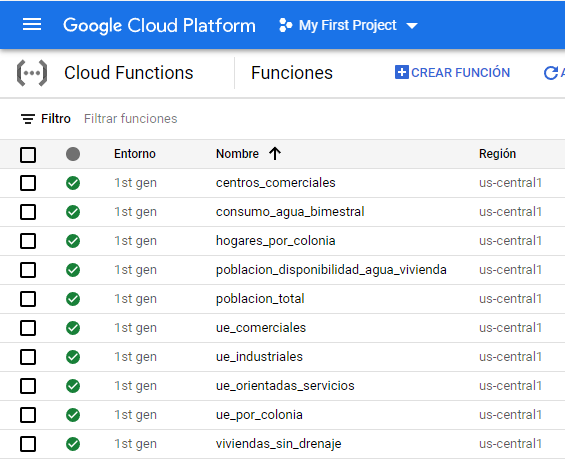 Google Cloud Platform My First Project
Cloud Functions Funciones CREAR FUNCIÓN A
Filtro Filtrar funciones
Entorno Nombre Región
1st gen centros_comerciales us-central1
1st gen consumo_agua_bimestral us-central1
1st gen hogares_por_colonia us-central1
1st gen poblacion_disponibilidad_agua_vivienda us-central1
1st gen poblacion_total us-central1
1st gen ue_comerciales us-central1
1st gen ue_industriales us-central1
1st gen ue_orientadas_servicios us-central1
1st gen ue_por_colonia us-central1
1st gen viviendas_sin_drenaje us-central1